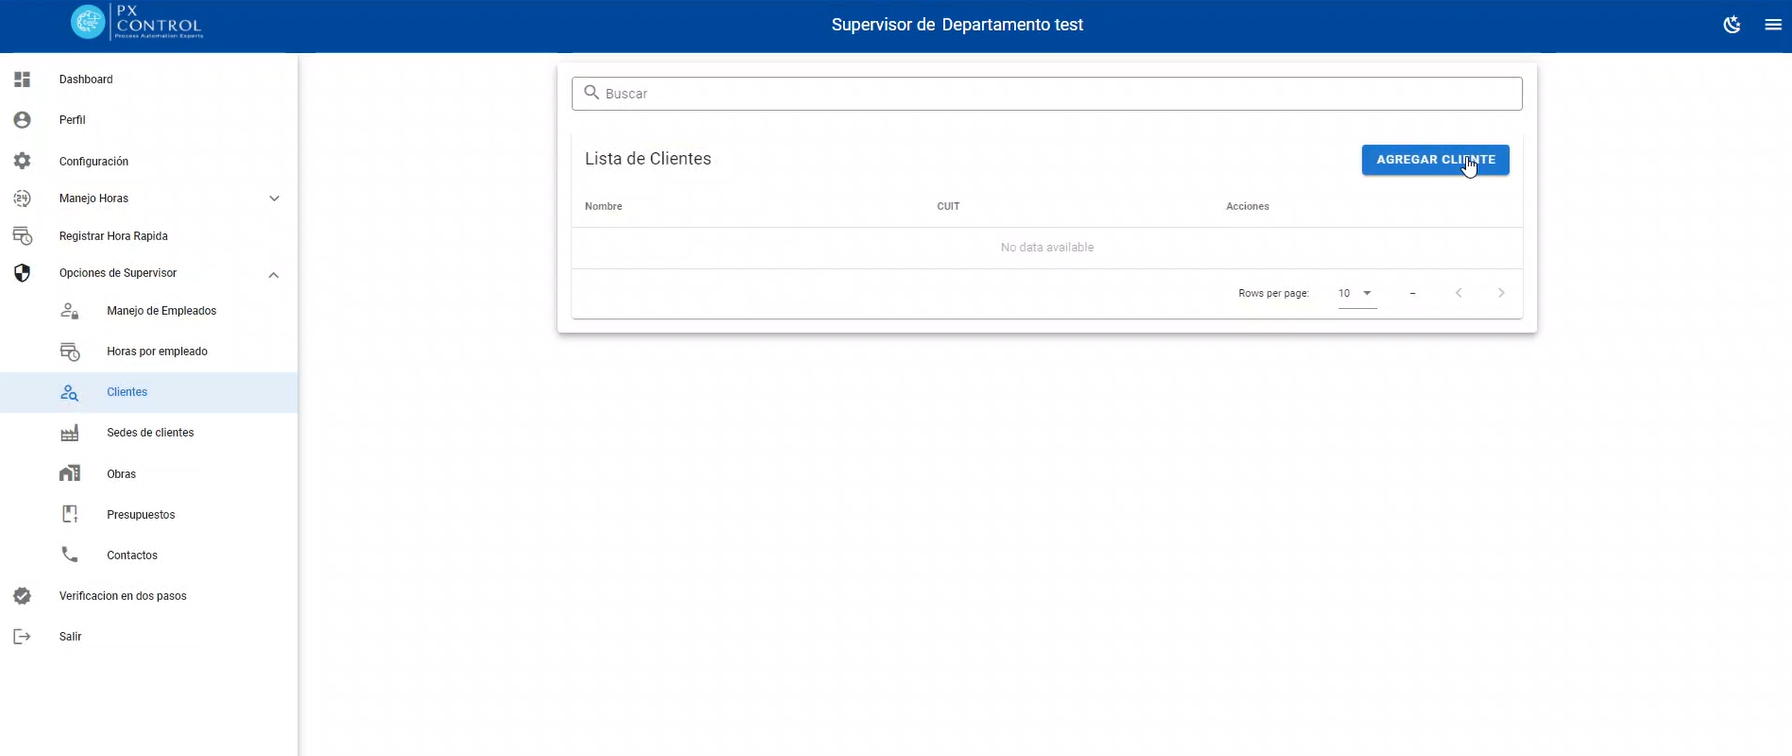 PX
CONTROL
Process Automation Experts
Supervisor de Departamento test
Dashboard
Perfil
Configuración
24
Manejo Horas
Registrar Hora Rapida
Opciones de Supervisor
Manejo de Empleados
Horas por empleado
Clientes
Sedes de clientes
Obras
Presupuestos
Contactos
Verificacion en dos pasos
Salir
Buscar
Lista de Clientes
AGREGAR CLIENTE
Nombre CUIT Acciones
No data available
Rows per page: 10 –